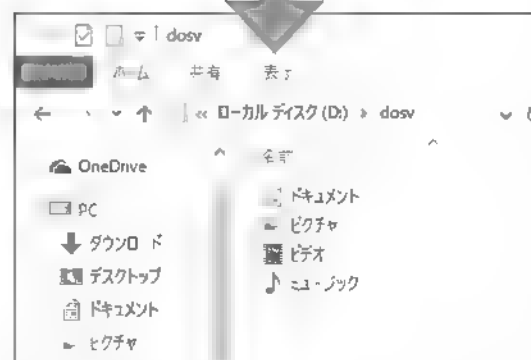 dosv
ホーム 共有 表示
« ローカル ディスク (D:) › dosv
OneDrive
名前
PC
ドキュメント
ピクチャ
ダウンロード
ビデオ
デスクトップ
ミュージック
ドキュメント
ピクチャ